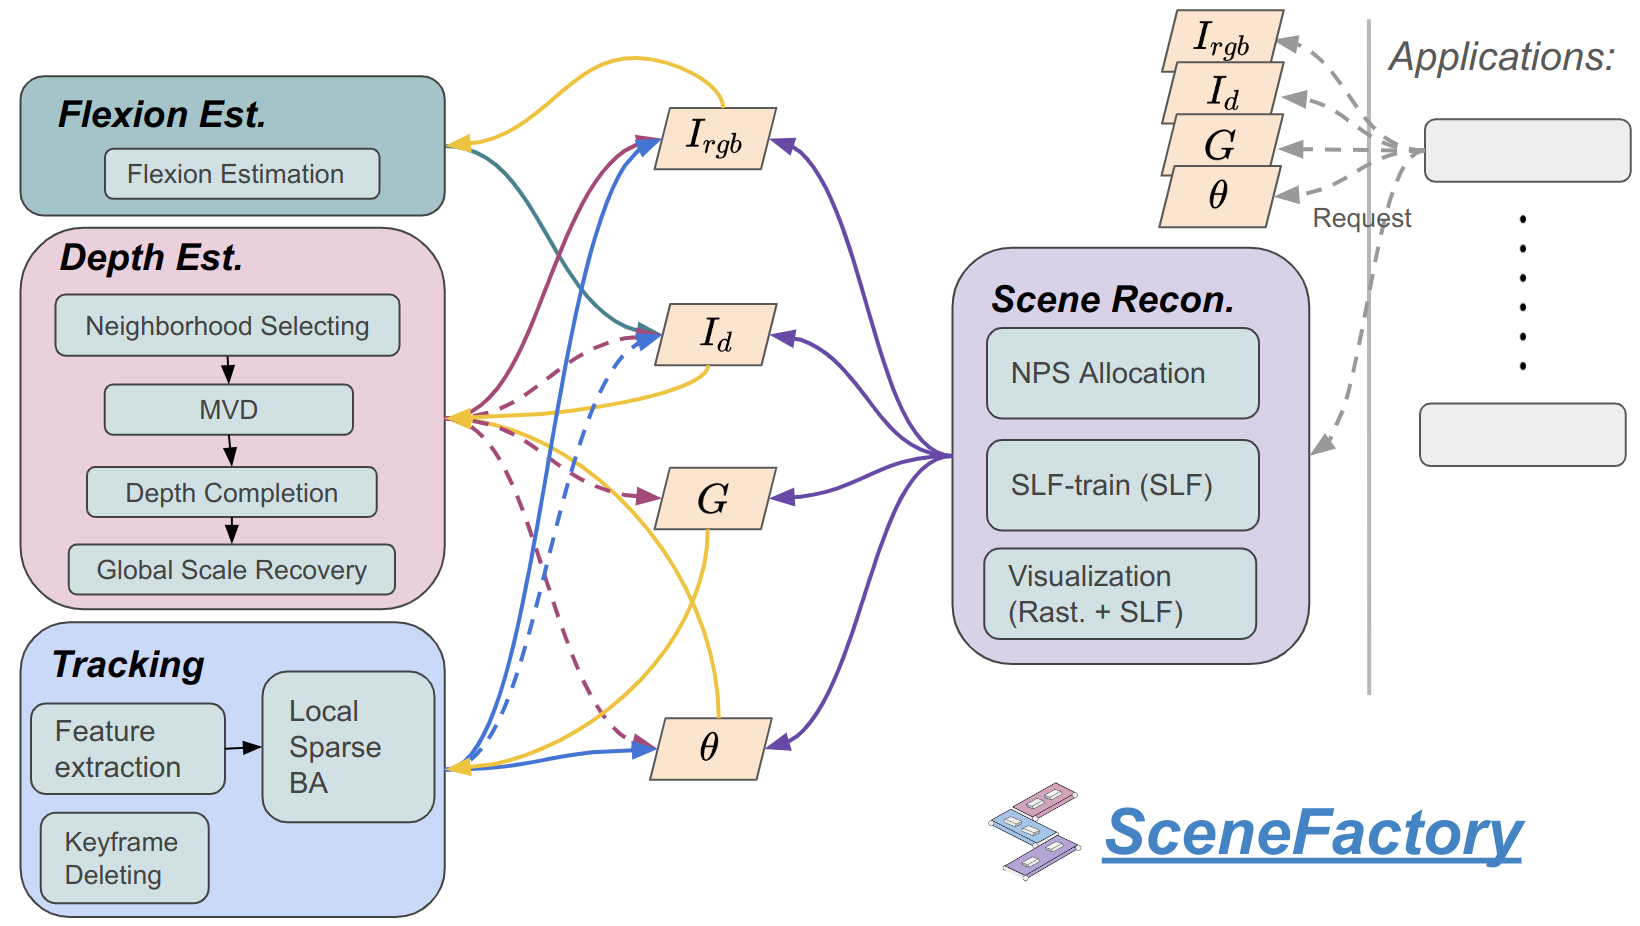 Flexion Est.
Flexion Estimation
Depth Est.
Neighborhood Selecting
MVD
Depth Completion
Global Scale Recovery
Tracking
Feature
extraction
Local
Sparse
BA
Keyframe
Deleting
I_{rgb}
I_d
G
θ
Scene Recon.
NPS Allocation
SLF-train (SLF)
Visualization
(Rast. + SLF)
I_{rgb}
I_d
G
θ
Request
Applications:
SceneFactory